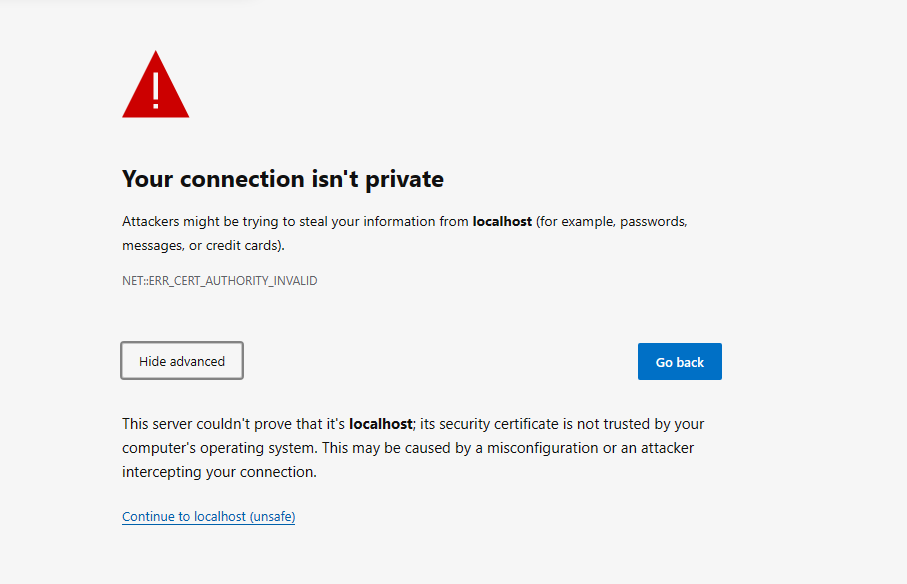 Your connection isn't private
Attackers might be trying to steal your information from localhost (for example, passwords,
messages, or credit cards).
NET::ERR_CERT_AUTHORITY_INVALID
Hide advanced
Go back
This server couldn't prove that it's localhost; its security certificate is not trusted by your
computer's operating system. This may be caused by a misconfiguration or an attacker
intercepting your connection.
Continue to localhost (unsafe)